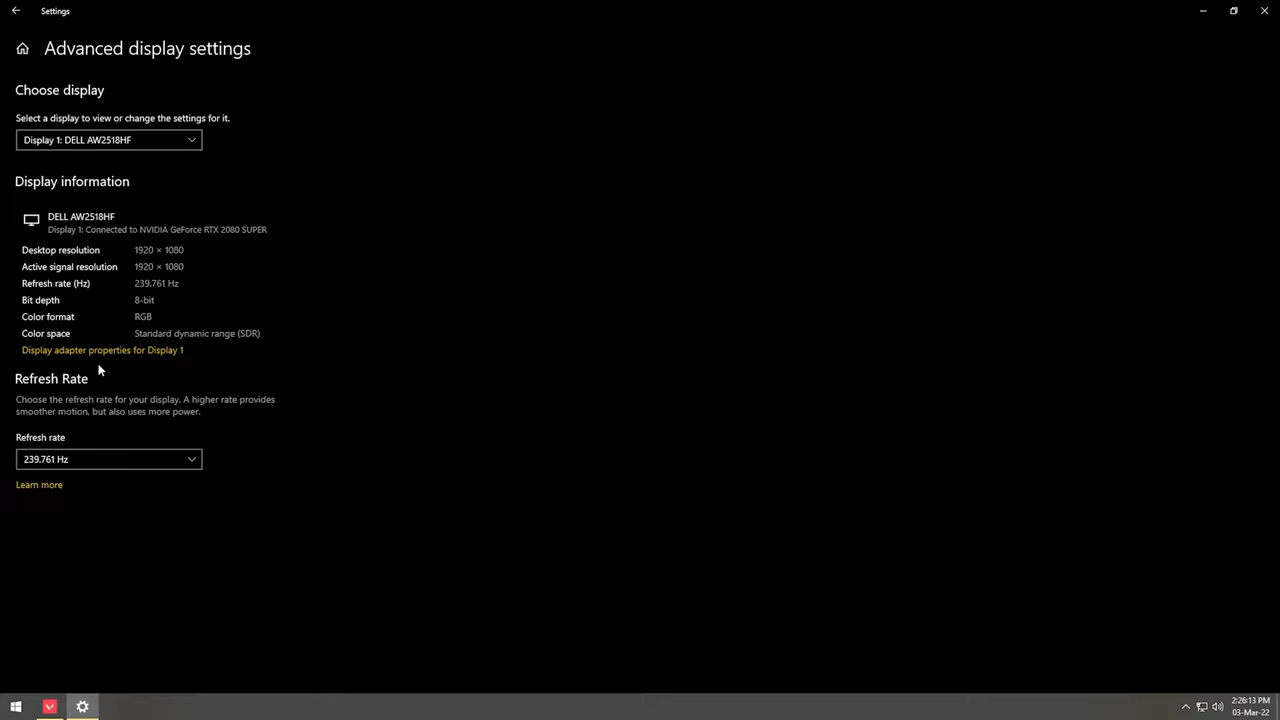 Settings
Advanced display settings
Choose display
Select a display to view or change the settings for it.
Display 1: DELL AW2518HF
Display information
DELL AW2518HF
Display 1: Connected to NVIDIA GeForce RTX 2080 SUPER
Desktop resolution 1920 × 1080
Active signal resolution 1920 × 1080
Refresh rate (Hz) 239.761 Hz
Bit depth 8-bit
Color format RGB
Color space Standard dynamic range (SDR)
Display adapter properties for Display 1
Refresh Rate
Choose the refresh rate for your display. A higher rate provides
smoother motion, but also uses more power.
Refresh rate
239.761 Hz
Learn more
2:26:13 PM
03-Mar-22